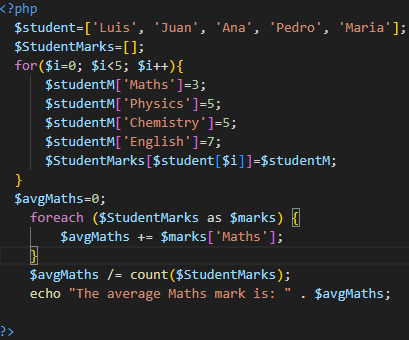 <?php
$student=['Luis', 'Juan', 'Ana', 'Pedro', 'Maria'];
$StudentMarks=[];
for($i=0; $i<5; $i++){
$studentM['Maths']=3;
$studentM['Physics']=5;
$studentM['Chemistry']=5;
$studentM['English']=7;
$StudentMarks[$student[$i]]=$studentM;
}
$avgMaths=0;
foreach ($StudentMarks as $marks) {
$avgMaths += $marks['Maths'];
}
$avgMaths /= count($StudentMarks);
echo "The average Maths mark is: " . $avgMaths;
?>